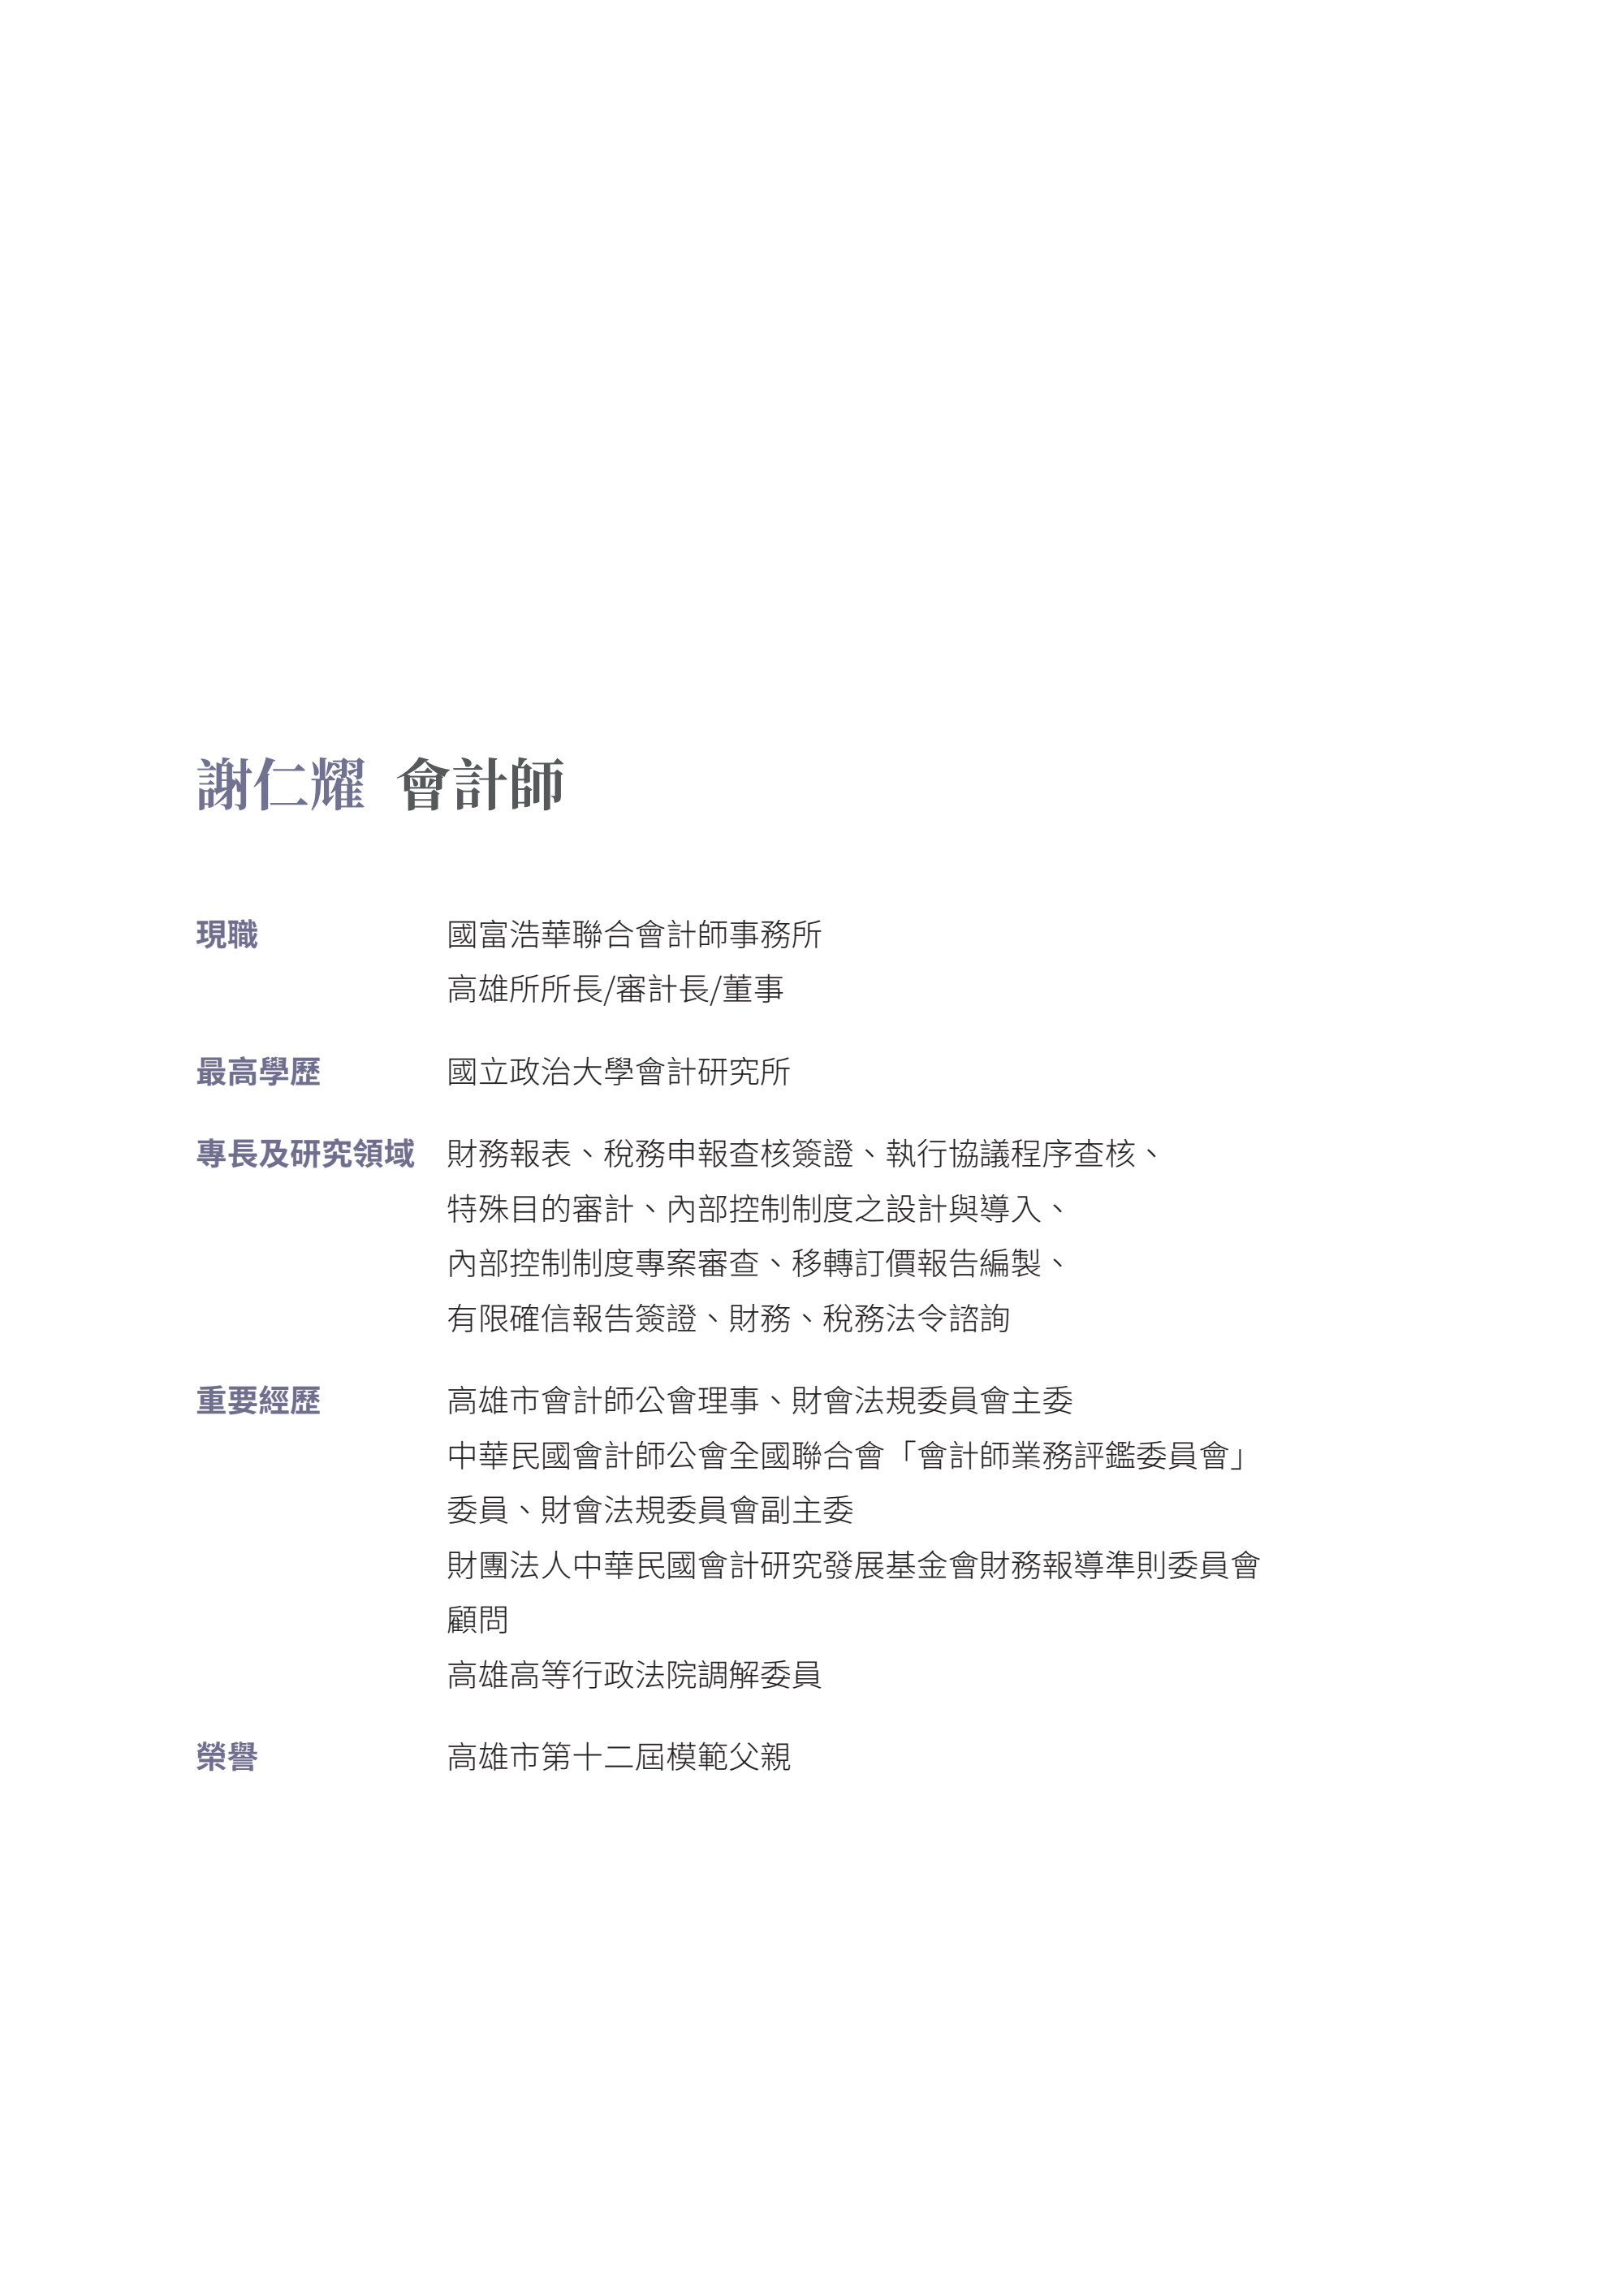 謝仁耀 會計師
現職 國富浩華聯合會計師事務所
高雄所所長/審計長/董事
最高學歷 國立政治大學會計研究所
專長及研究領域 財務報表、稅務申報查核簽證、執行協議程序查核、
特殊目的審計、內部控制制度之設計與導入、
內部控制制度專案審查、移轉訂價報告編製、
有限確信報告簽證、財務、稅務法令諮詢
重要經歷 高雄市會計師公會理事、財會法規委員會主委
中華民國會計師公會全國聯合會「會計師業務評鑑委員會」
委員、財會法規委員會副主委
財團法人中華民國會計研究發展基金會財務報導準則委員會
顧問
高雄高等行政法院調解委員
榮譽 高雄市第十二屆模範父親